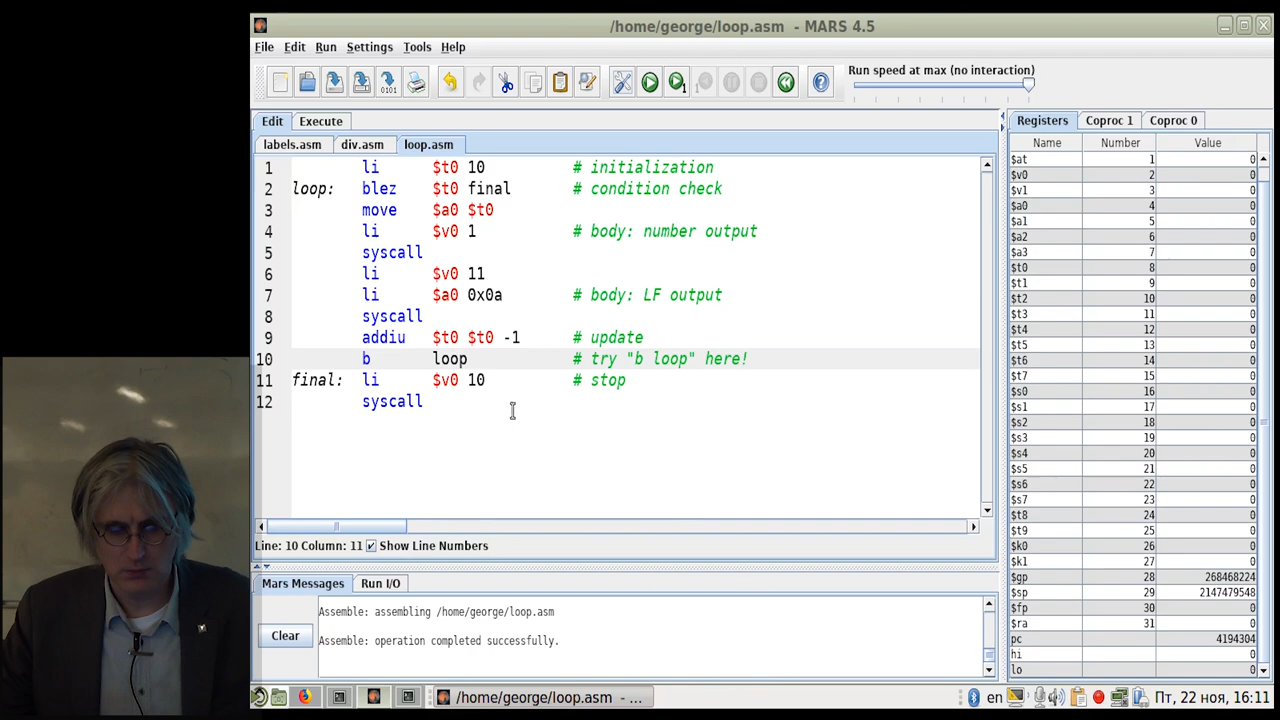 /home/george/loop.asm - MARS 4.5
File Edit Run Settings Tools Help
Run speed at max (no interaction)
Edit Execute
labels.asm div.asm loop.asm
1 li $t0 10 # initialization
2 loop: blez $t0 final # condition check
3 move $a0 $t0
4 li $v0 1 # body: number output
5 syscall
6 li $v0 11
7 li $a0 0x0a # body: LF output
8 syscall
9 addiu $t0 $t0 -1 # update
10 b loop # try "b loop" here!
11 final: li $v0 10 # stop
12 syscall
Line: 10 Column: 11 Show Line Numbers
Mars Messages Run I/O
Assemble: assembling /home/george/loop.asm
Assemble: operation completed successfully.
Clear
Registers Coproc 1 Coproc 0
Name Number Value
$at 1 0
$v0 2 0
$v1 3 0
$a0 4 0
$a1 5 0
$a2 6 0
$a3 7 0
$t0 8 0
$t1 9 0
$t2 10 0
$t3 11 0
$t4 12 0
$t5 13 0
$t6 14 0
$t7 15 0
$s0 16 0
$s1 17 0
$s2 18 0
$s3 19 0
$s4 20 0
$s5 21 0
$s6 22 0
$s7 23 0
$t8 24 0
$t9 25 0
$k0 26 0
$k1 27 0
$gp 28 268468224
$sp 29 2147479548
$fp 30 0
$ra 31 0
pc 4194304
hi 0
lo 0
/home/george/loop.asm - ...
en
Пт, 22 ноя, 16:11